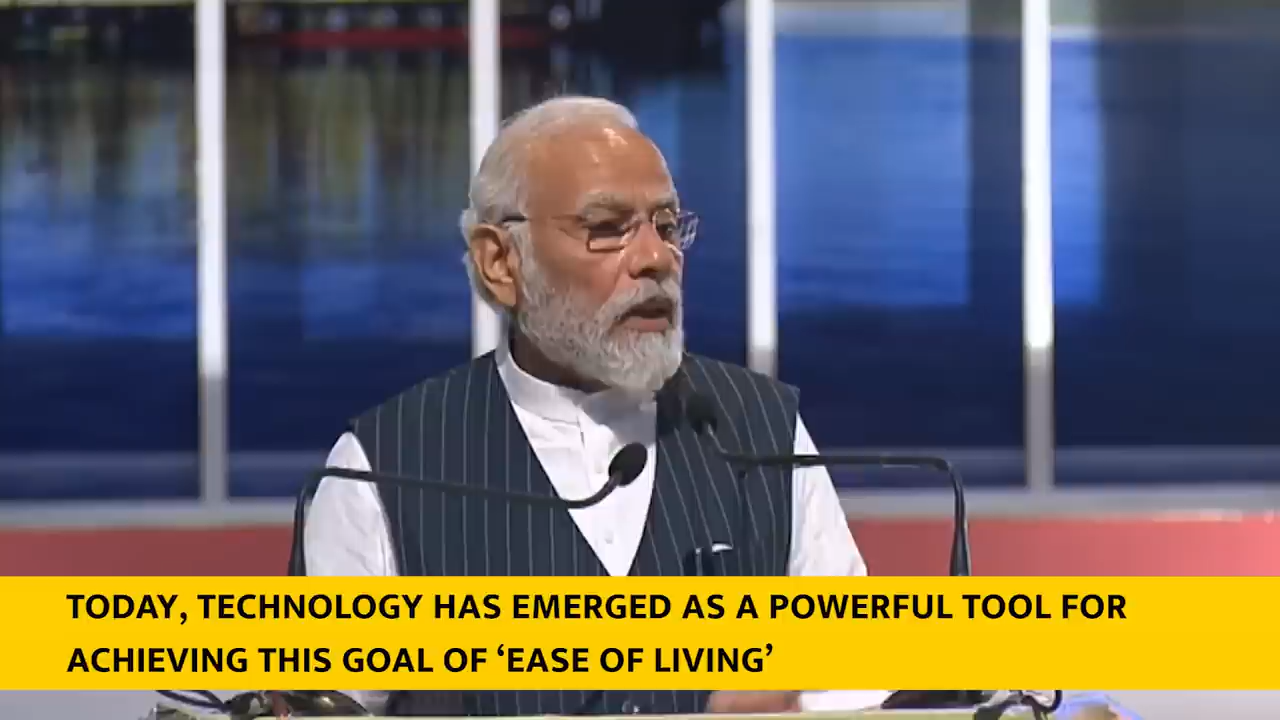 TODAY, TECHNOLOGY HAS EMERGED AS A POWERFUL TOOL FOR
ACHIEVING THIS GOAL OF ‘EASE OF LIVING’